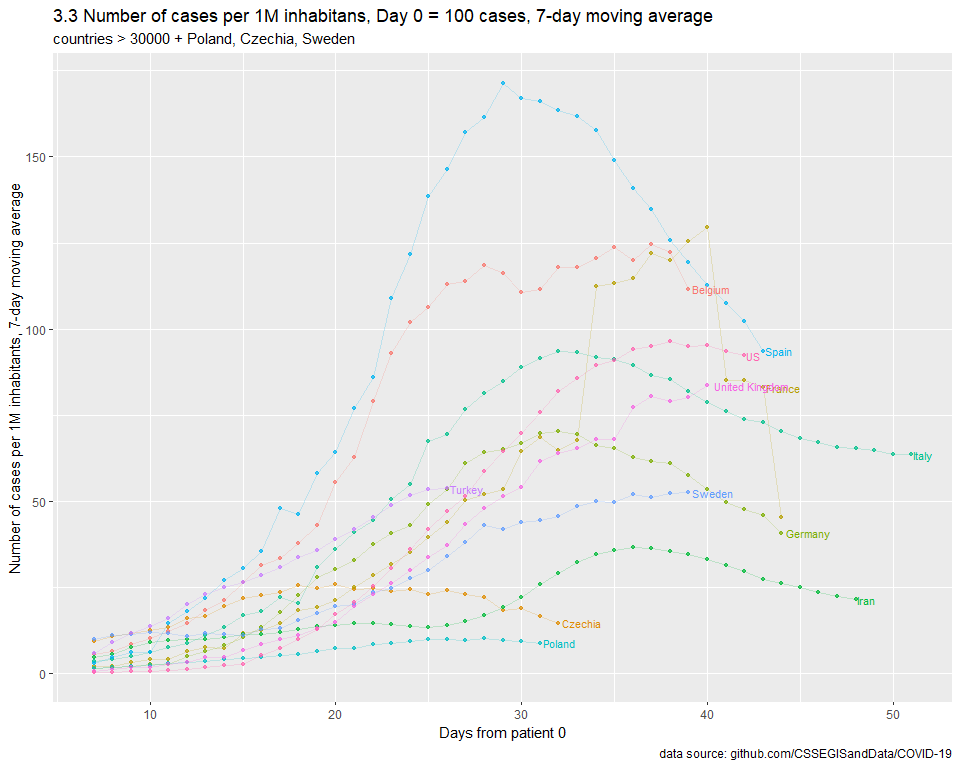 3.3 Number of cases per 1M inhabitans, Day 0 = 100 cases, 7-day moving average
countries > 30000 + Poland, Czechia, Sweden
Number of cases per 1M inhabitants, 7-day moving average
150
100
50
0
Belgium
Spain
US
United Kingdom
France
Italy
Turkey
Sweden
Germany
Iran
Czechia
Poland
10
20
30
40
50
Days from patient 0
data source: github.com/CSSEGISandData/COVID-19